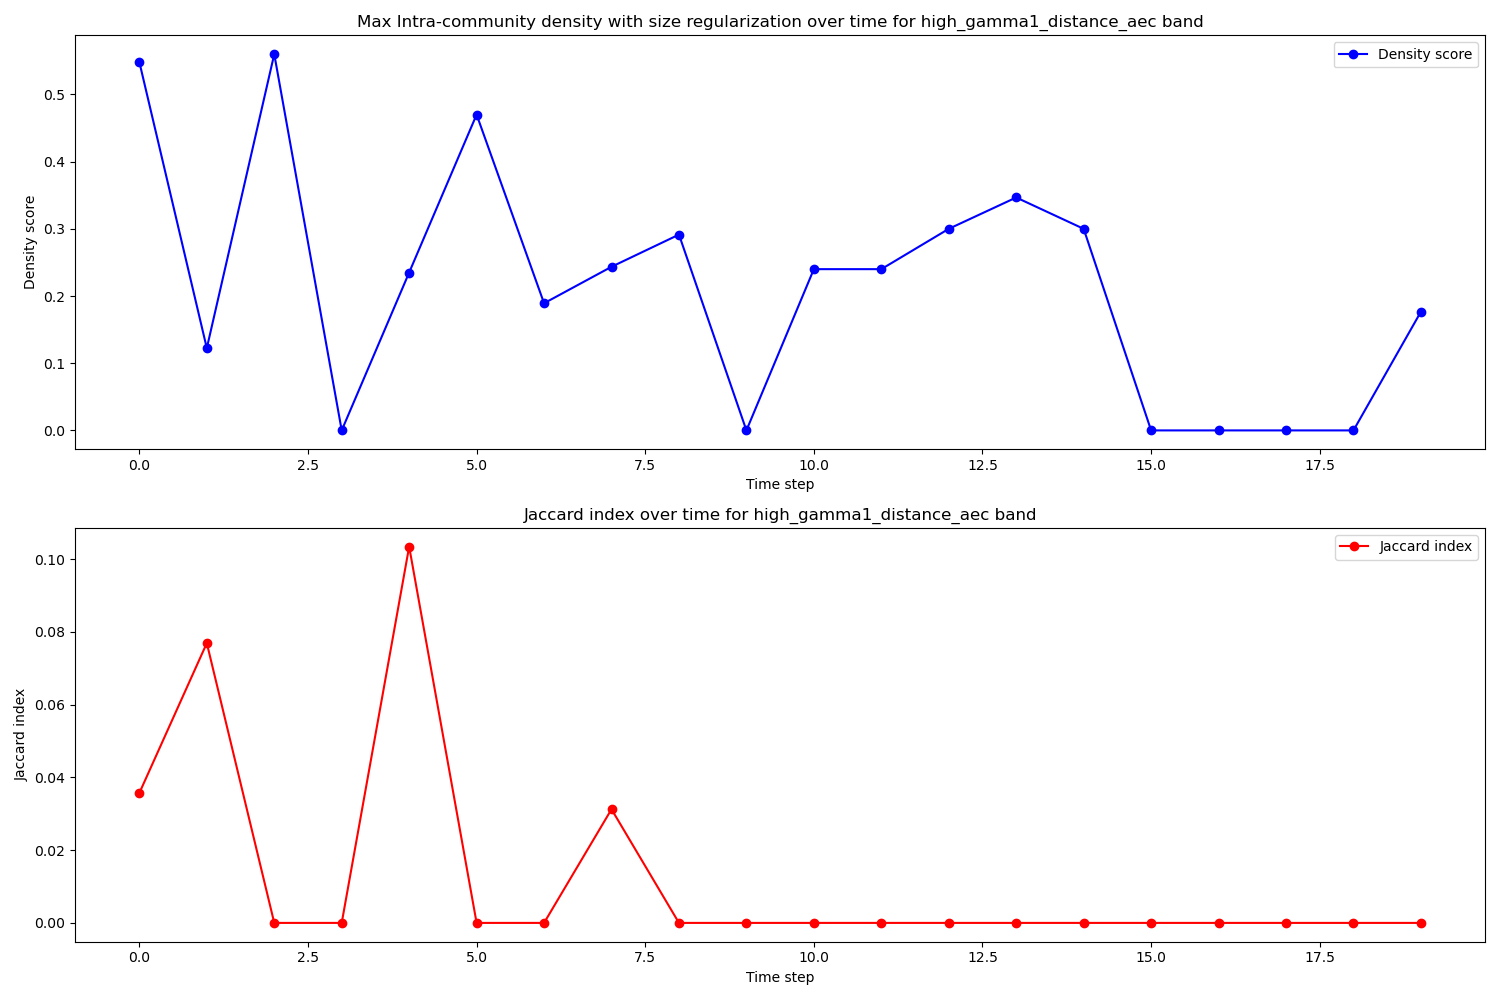 Max Intra-community density with size regularization over time for high_gamma1_distance_aec band
Density score
0.5
0.4
0.3
0.2
0.1
0.0
Density score
0.0 2.5 5.0 7.5 10.0 12.5 15.0 17.5
Time step
Jaccard index over time for high_gamma1_distance_aec band
Jaccard index
0.10
0.08
0.06
0.04
0.02
0.00
Jaccard index
0.0 2.5 5.0 7.5 10.0 12.5 15.0 17.5
Time step